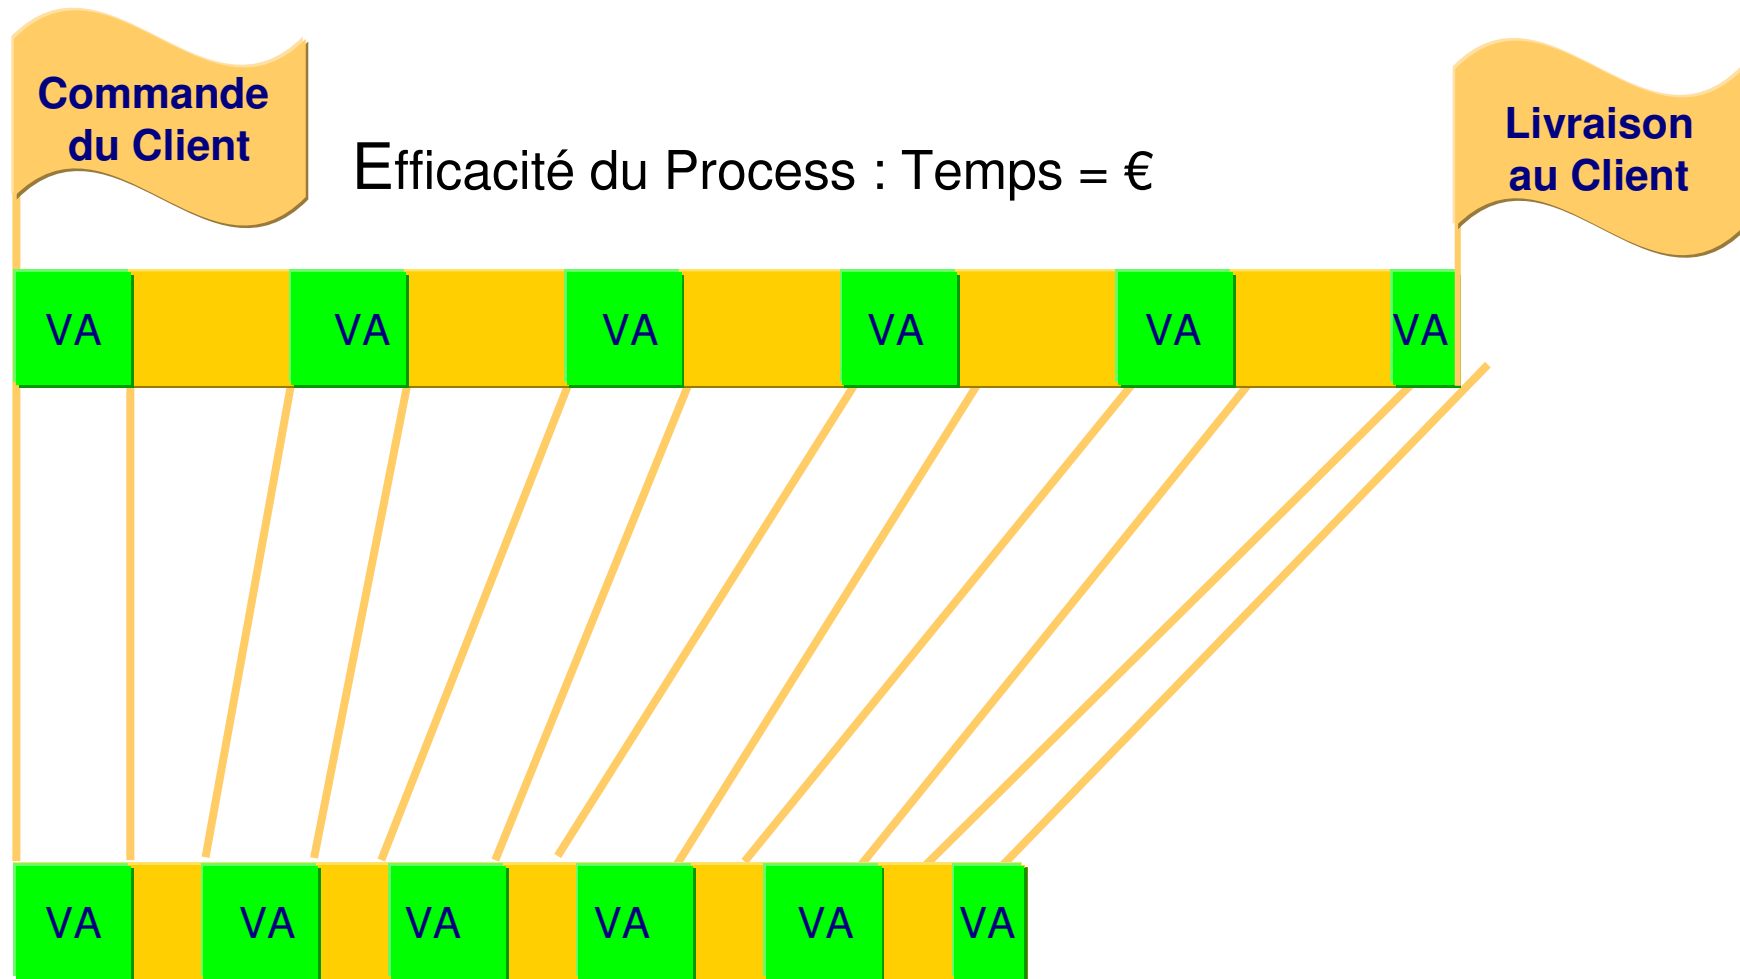 Commande
du Client
Efficacité du Process : Temps = €
Livraison
au Client
VA VA VA VA VA VA
VA VA VA VA VA VA